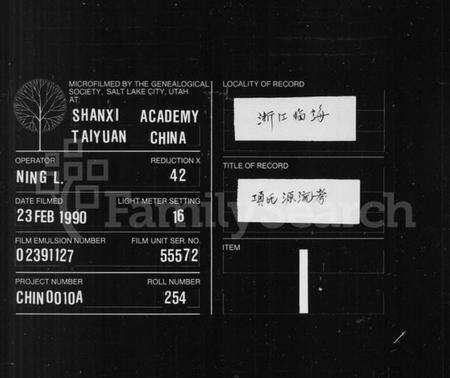 MICROFILMED BY THE GENEALOGICAL
SOCIETY, SALT LAKE CITY, UTAH
AT:
SHANXI ACADEMY
TAIYUAN CHINA
OPERATOR REDUCTION X
NING L. 42
DATE FILMED LIGHT METER SETTING
23 FEB 1990 16
FILM EMULSION NUMBER FILM UNIT SER. NO.
02391127 55572
PROJECT NUMBER ROLL NUMBER
CHIN0010A 254
LOCALITY OF RECORD
浙江临海
TITLE OF RECORD
項氏源流考
ITEM
FamilySearch